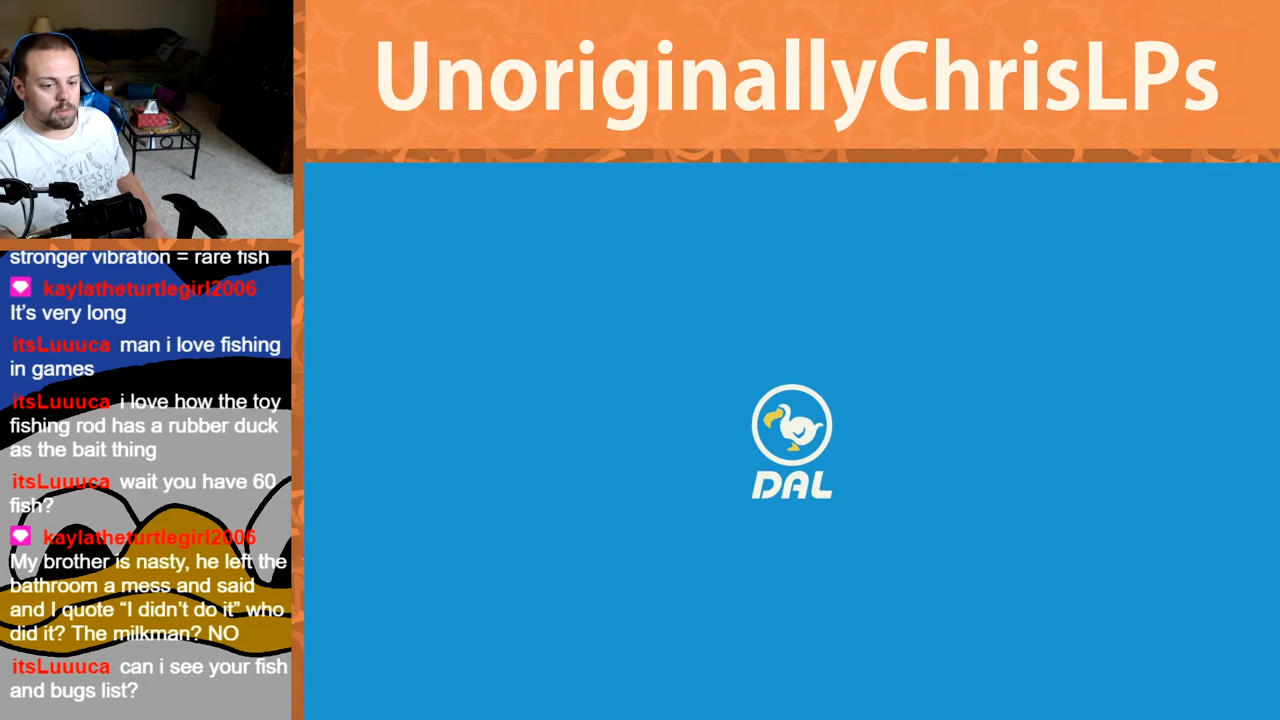 UnoriginallyChrisLPs
stronger vibration = rare fish
kaylatheturtlegirl2006
It's very long
itsLuuuca man i love fishing
in games
itsLuuuca i love how the toy
fishing rod has a rubber duck
as the bait thing
itsLuuuca wait you have 60
fish?
kaylatheturtlegirl2006
My brother is nasty, he left the
bathroom a mess and said
and I quote “I didn’t do it” who
did it? The milkman? NO
itsLuuuca can i see your fish
and bugs list?
DAL